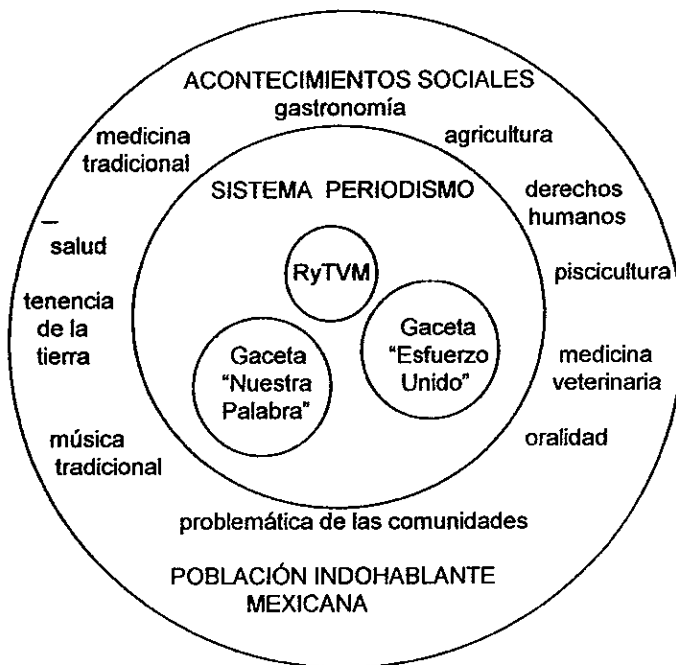 ACONTECIMIENTOS SOCIALES
gastronomía
medicina
tradicional
agricultura
SISTEMA PERIODISMO
derechos
humanos
salud
RyTVM
piscicultura
tenencia
de la
tierra
Gaceta
"Esfuerzo
Unido"
Gaceta
"Nuestra
Palabra"
medicina
veterinaria
música
tradicional
oralidad
problemática de las comunidades
POBLACIÓN INDOHABLANTE
MEXICANA